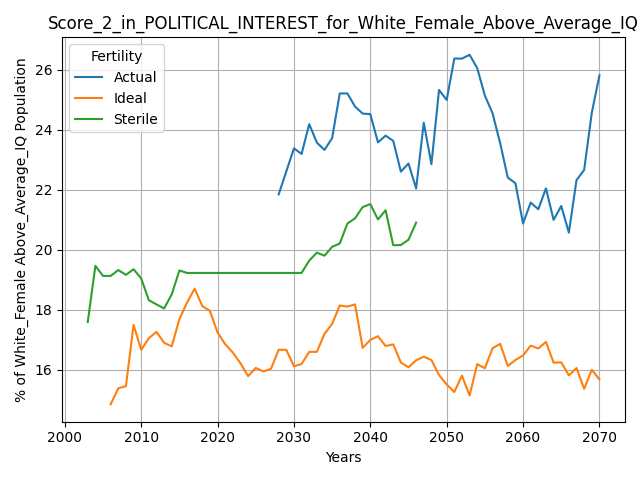 Score_2_in_POLITICAL_INTEREST_for_White_Female_Above_Average_IQ
% of White_Female Above_Average_IQ Population
Fertility
Actual
Ideal
Sterile
26
24
22
20
18
16
2000 2010 2020 2030 2040 2050 2060 2070
Years